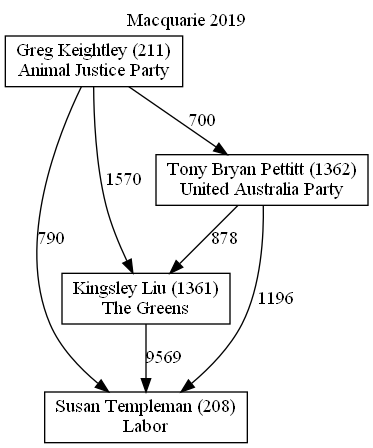 Macquarie 2019
Greg Keightley (211)
Animal Justice Party
700
Tony Bryan Pettitt (1362)
United Australia Party
1570
790
878
Kingsley Liu (1361)
The Greens
1196
9569
Susan Templeman (208)
Labor